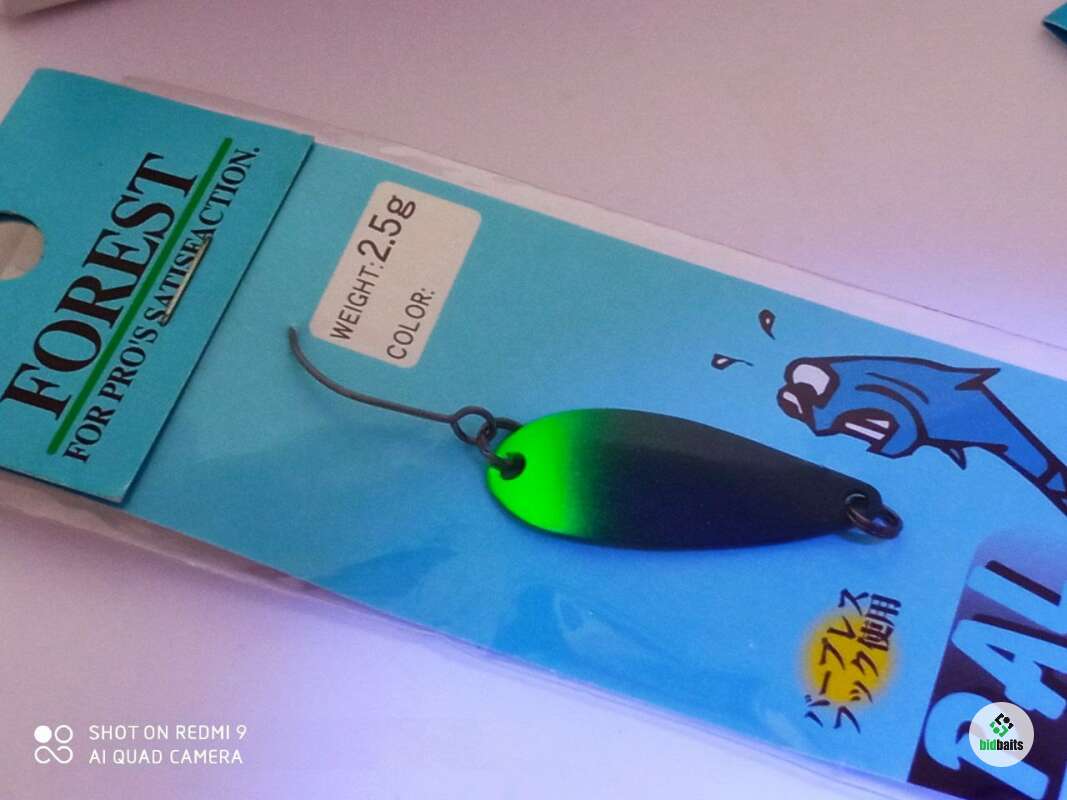 FOREST
FOR PRO'S SATISFACTION.
WEIGHT:2.5g
COLOR:
バーブレス
フック使用
PAL
SHOT ON REDMI 9
AI QUAD CAMERA
bidbaits